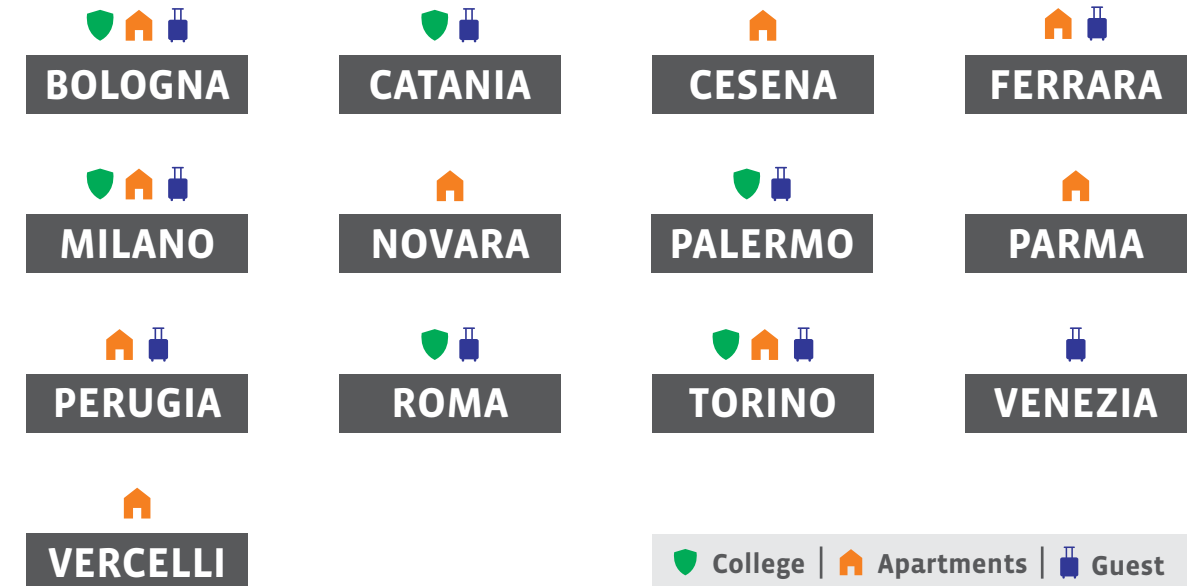 BOLOGNA
CATANIA
CESENA
FERRARA
MILANO
NOVARA
PALERMO
PARMA
PERUGIA
ROMA
TORINO
VENEZIA
VERCELLI
College | Apartments | Guest